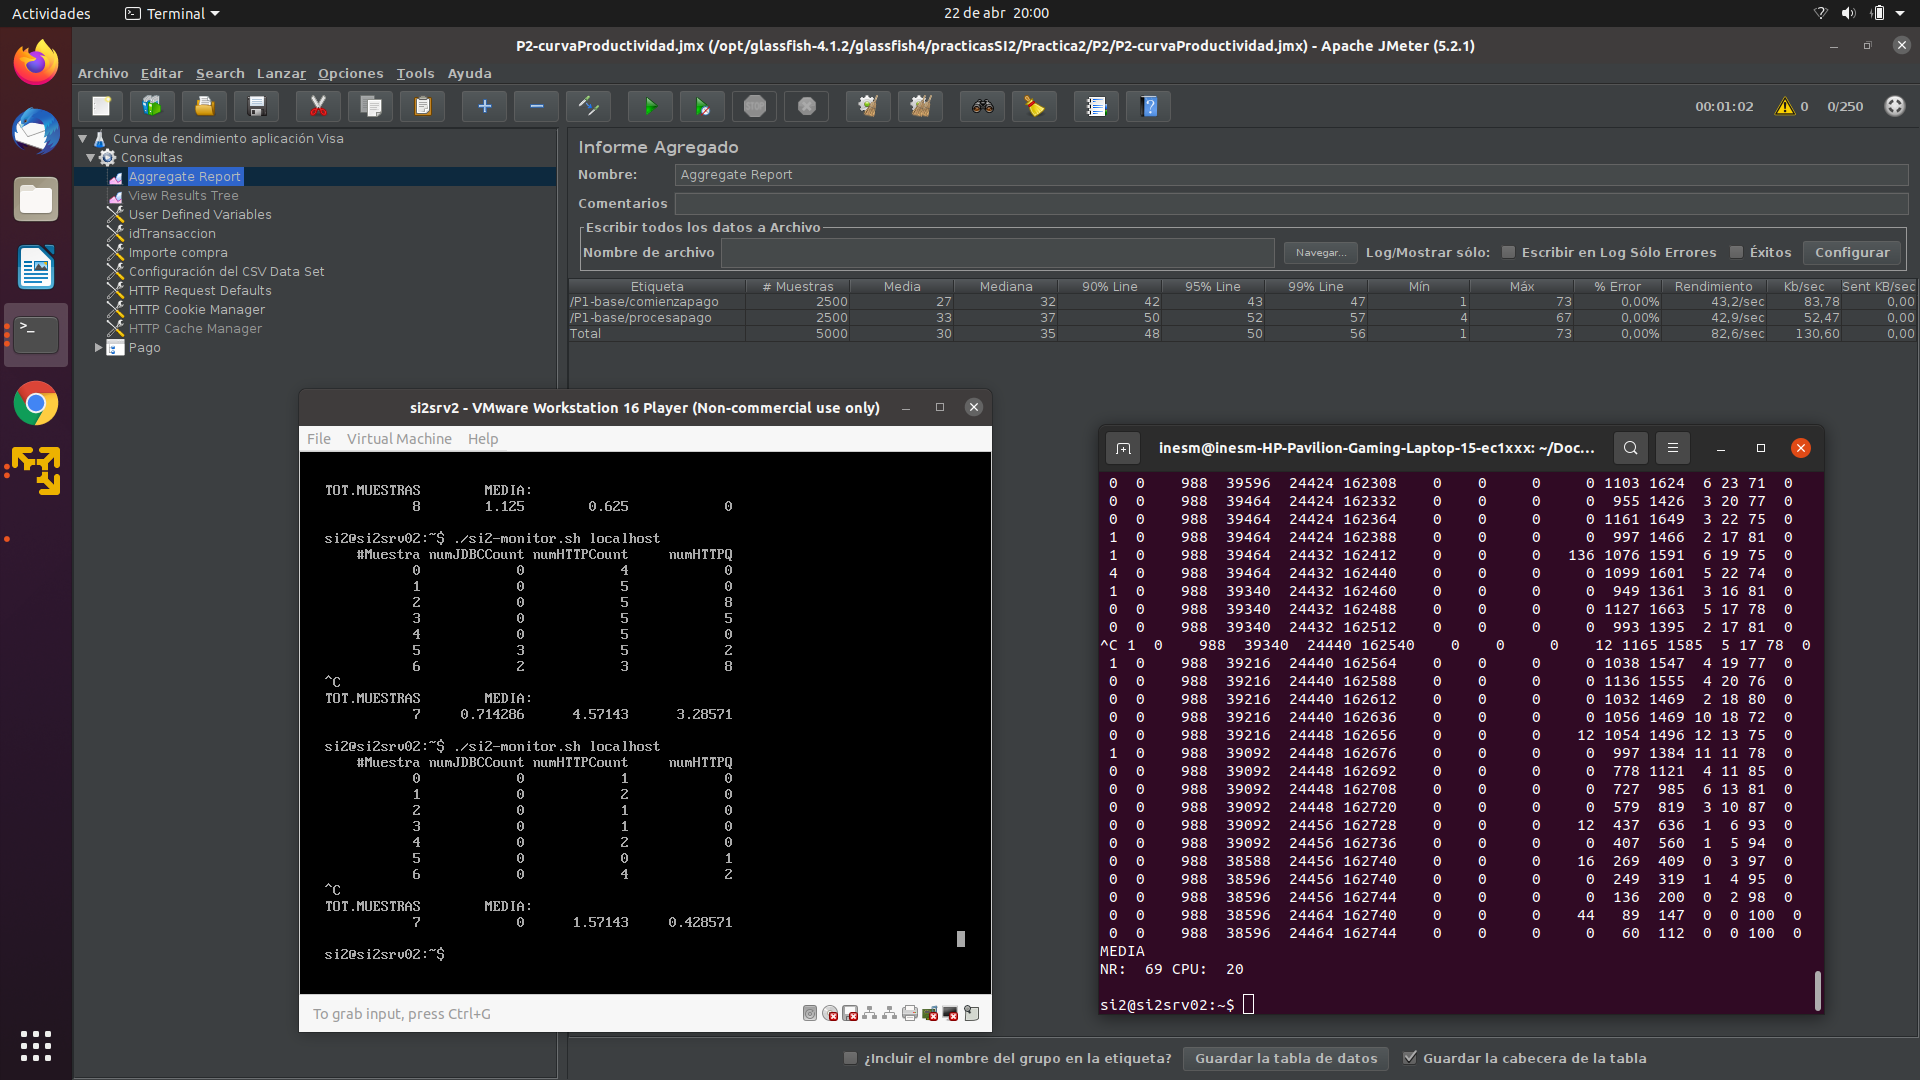 Actividades
Terminal
22 de abr  20:00
P2-curvaProductividad.jmx (/opt/glassfish-4.1.2/glassfish4/practicasSI2/Practica2/P2/P2-curvaProductividad.jmx) - Apache JMeter (5.2.1)
Archivo Editar Search Lanzar Opciones Tools Ayuda
00:01:02 0 0/250
Curva de rendimiento aplicación Visa
Consultas
Aggregate Report
View Results Tree
User Defined Variables
idTransaccion
Importe compra
Configuración del CSV Data Set
HTTP Request Defaults
HTTP Cookie Manager
HTTP Cache Manager
Pago
Informe Agregado
Nombre: Aggregate Report
Comentarios
Escribir todos los datos a Archivo
Nombre de archivo Navegar... Log/Mostrar sólo: Escribir en Log Sólo Errores Éxitos Configurar
Etiqueta # Muestras Media Mediana 90% Line 95% Line 99% Line Mín Máx % Error Rendimiento Kb/sec Sent KB/sec
/P1-base/comienzapago 2500 27 32 42 43 47 1 73 0,00% 43,2/sec 83,78 0,00
/P1-base/procesapago 2500 33 37 50 52 57 4 67 0,00% 42,9/sec 52,47 0,00
Total 5000 30 35 48 50 56 1 73 0,00% 82,6/sec 130,60 0,00
si2srv2 - VMware Workstation 16 Player (Non-commercial use only)
File Virtual Machine Help
TOT.MUESTRAS MEDIA:
8 1.125 0.625 0
si2@si2srv02:~$ ./si2-monitor.sh localhost
#Muestra numJDBCCount numHTTPCount numHTTPQ
0 0 4 0
1 0 5 0
2 0 5 8
3 0 5 5
4 0 5 0
5 3 5 2
6 2 3 8
^C
TOT.MUESTRAS MEDIA:
7 0.714286 4.57143 3.28571
si2@si2srv02:~$ ./si2-monitor.sh localhost
#Muestra numJDBCCount numHTTPCount numHTTPQ
0 0 1 0
1 0 2 0
2 0 1 0
3 0 1 0
4 0 2 0
5 0 0 1
6 0 4 2
^C
TOT.MUESTRAS MEDIA:
7 0 1.57143 0.428571
si2@si2srv02:~$
To grab input, press Ctrl+G
inesm@inesm-HP-Pavilion-Gaming-Laptop-15-ec1xxx: ~/Doc...
0 0 988 39596 24424 162308 0 0 0 0 1103 1624 6 23 71 0
0 0 988 39464 24424 162332 0 0 0 0 955 1426 3 20 77 0
0 0 988 39464 24424 162364 0 0 0 0 1161 1649 3 22 75 0
1 0 988 39464 24424 162388 0 0 0 0 997 1466 2 17 81 0
1 0 988 39464 24432 162412 0 0 0 136 1076 1591 6 19 75 0
4 0 988 39464 24432 162440 0 0 0 0 1099 1601 5 22 74 0
1 0 988 39340 24432 162460 0 0 0 0 949 1361 3 16 81 0
0 0 988 39340 24432 162488 0 0 0 0 1127 1663 5 17 78 0
0 0 988 39340 24432 162512 0 0 0 0 993 1395 2 17 81 0
^C 1 0 988 39340 24440 162540 0 0 0 12 1165 1585 5 17 78 0
1 0 988 39216 24440 162564 0 0 0 0 1038 1547 4 19 77 0
0 0 988 39216 24440 162588 0 0 0 0 1136 1555 4 20 76 0
0 0 988 39216 24440 162612 0 0 0 0 1032 1469 2 18 80 0
0 0 988 39216 24440 162636 0 0 0 0 1056 1469 10 18 72 0
0 0 988 39216 24448 162656 0 0 0 12 1054 1496 12 13 75 0
1 0 988 39092 24448 162676 0 0 0 0 997 1384 11 11 78 0
0 0 988 39092 24448 162692 0 0 0 0 778 1121 4 11 85 0
0 0 988 39092 24448 162708 0 0 0 0 727 985 6 13 81 0
0 0 988 39092 24448 162720 0 0 0 0 579 819 3 10 87 0
0 0 988 39092 24456 162728 0 0 0 12 437 636 1 6 93 0
0 0 988 39092 24456 162736 0 0 0 0 407 560 1 5 94 0
0 0 988 38588 24456 162740 0 0 0 16 269 409 0 3 97 0
0 0 988 38596 24456 162740 0 0 0 0 249 319 1 4 95 0
0 0 988 38596 24456 162744 0 0 0 0 136 200 0 2 98 0
0 0 988 38596 24464 162740 0 0 0 44 89 147 0 0 100 0
0 0 988 38596 24464 162744 0 0 0 0 60 112 0 0 100 0
MEDIA
NR: 69 CPU: 20
si2@si2srv02:~$
¿Incluir el nombre del grupo en la etiqueta? Guardar la tabla de datos Guardar la cabecera de la tabla